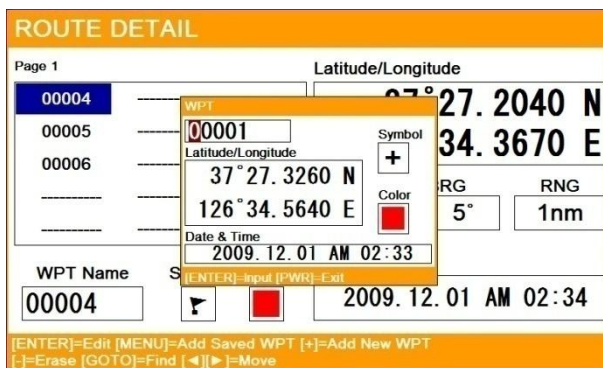 ROUTE DETAIL
Page 1
Latitude/Longitude
00004
00005
00006
27.2040 N
34.3670 E
WPT
00001
Symbol
Latitude/Longitude
37°27.3260 N
126°34.5640 E
Color
Date & Time
2009.12.01 AM 02:33
[ENTER]=Input [PWR]=Exit
RNG
5°
1nm
WPT Name
00004
2009.12.01 AM 02:34
[ENTER]=Edit [MENU]=Add Saved WPT [+]=Add New WPT
[-]=Erase [GOTO]=Find [◄][►]=Move